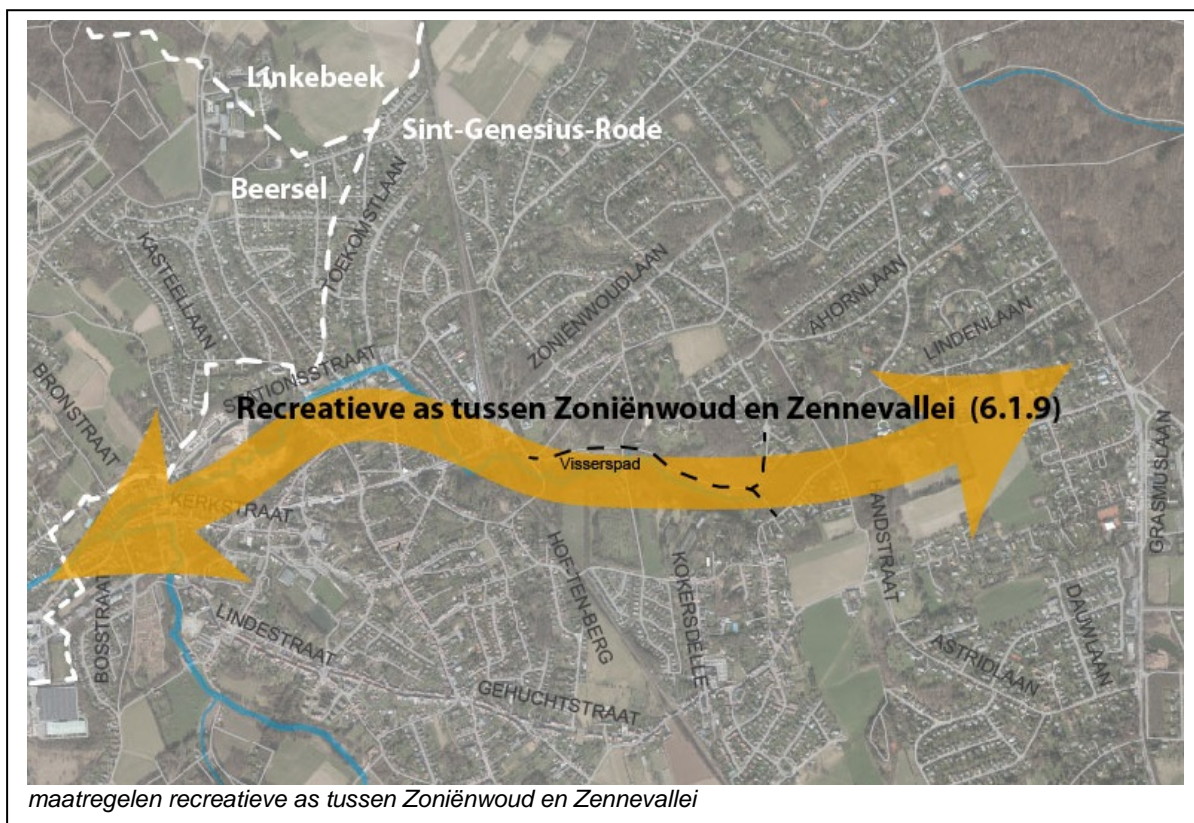 Linkebeek
Sint-Genesius-Rode
Beersel
TOEKOMSTLAAN
KASTEELLAAN
ZONIËNWOUDLAAN
AHORNLAAN
LINDENLAAN
BRONSTRAAT
STATIONSSTRAAT
Recreatieve as tussen Zoniënwoud en Zennevallei (6.1.9)
Visserspad
KERKSTRAAT
ZANDSTRAAT
GRASMUSLAAN
HOF-TEN-BERG
KOKERSDELLE
BOSSTRAAT
LINDESTRAAT
DAUWLAAN
ASTRIDLAAN
GEHUCHTSTRAAT
maatregelen recreatieve as tussen Zoniënwoud en Zennevallei